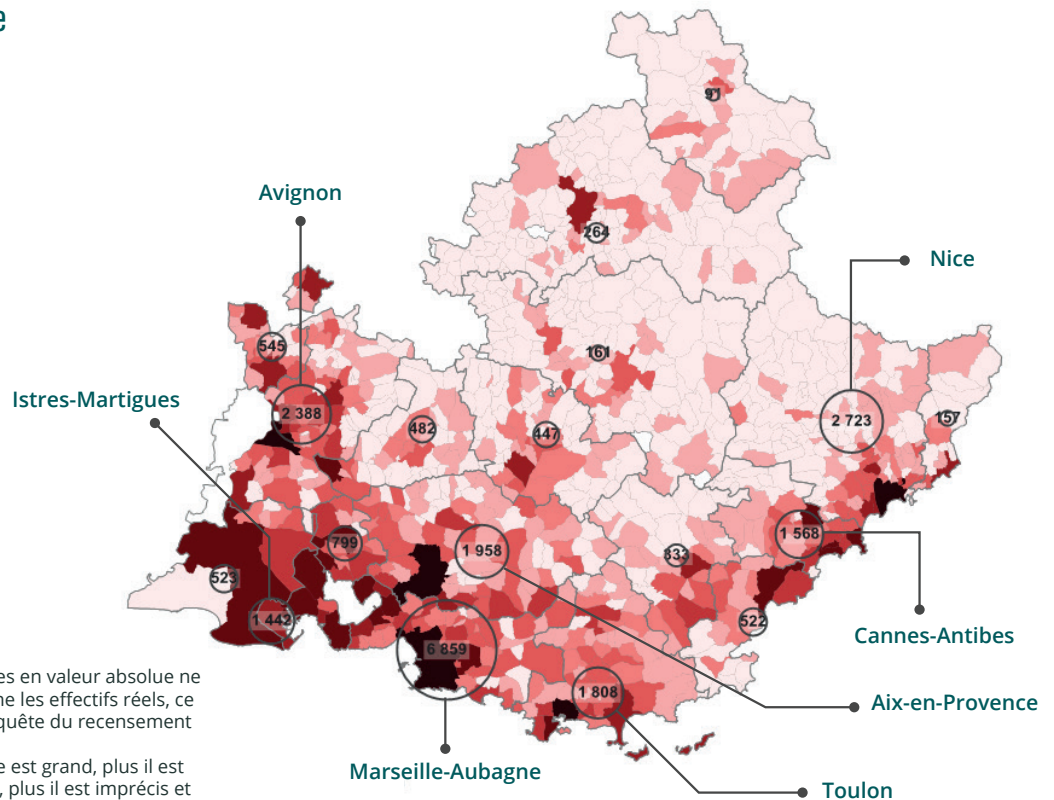 e
91
Avignon
264
Nice
545
161
Istres-Martigues
2 388
157
482
447
2 723
799
1 958
1 568
333
523
1 442
522
6 859
Cannes-Antibes
es en valeur absolue ne
ne les effectifs réels, ce
quête du recensement
1 808
Aix-en-Provence
e est grand, plus il est
, plus il est imprécis et
Marseille-Aubagne
Toulon